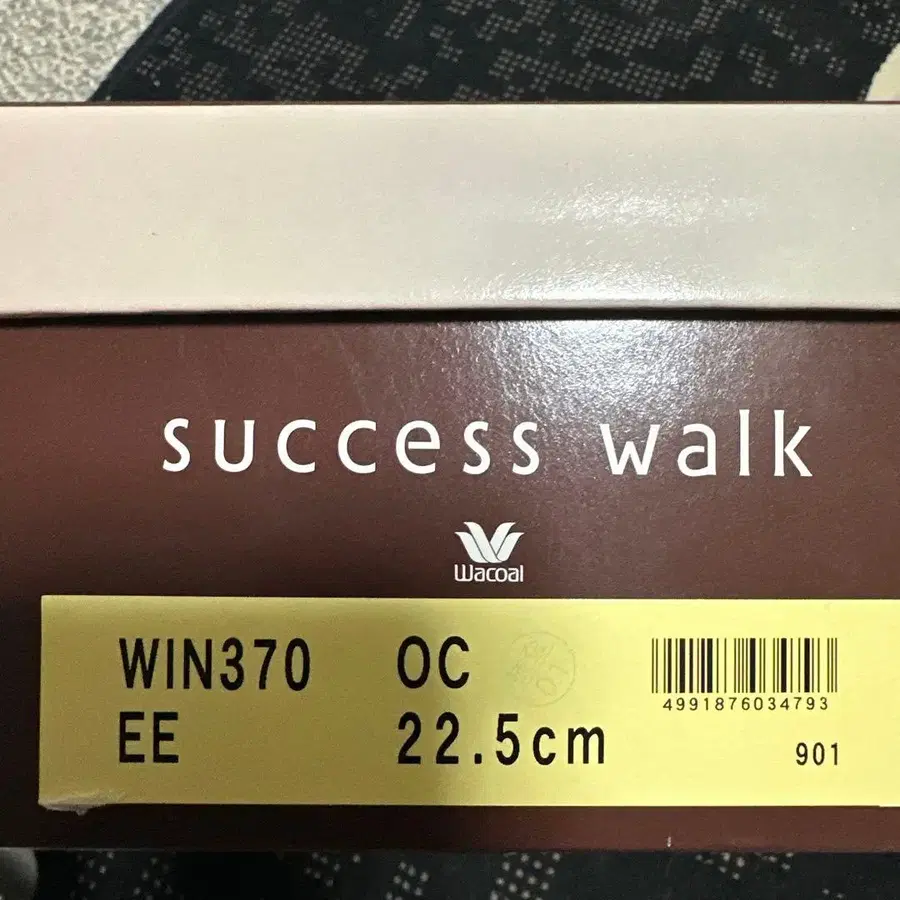 success walk
Wacoal
WIN370 OC
EE 22.5cm
4991876034793
901